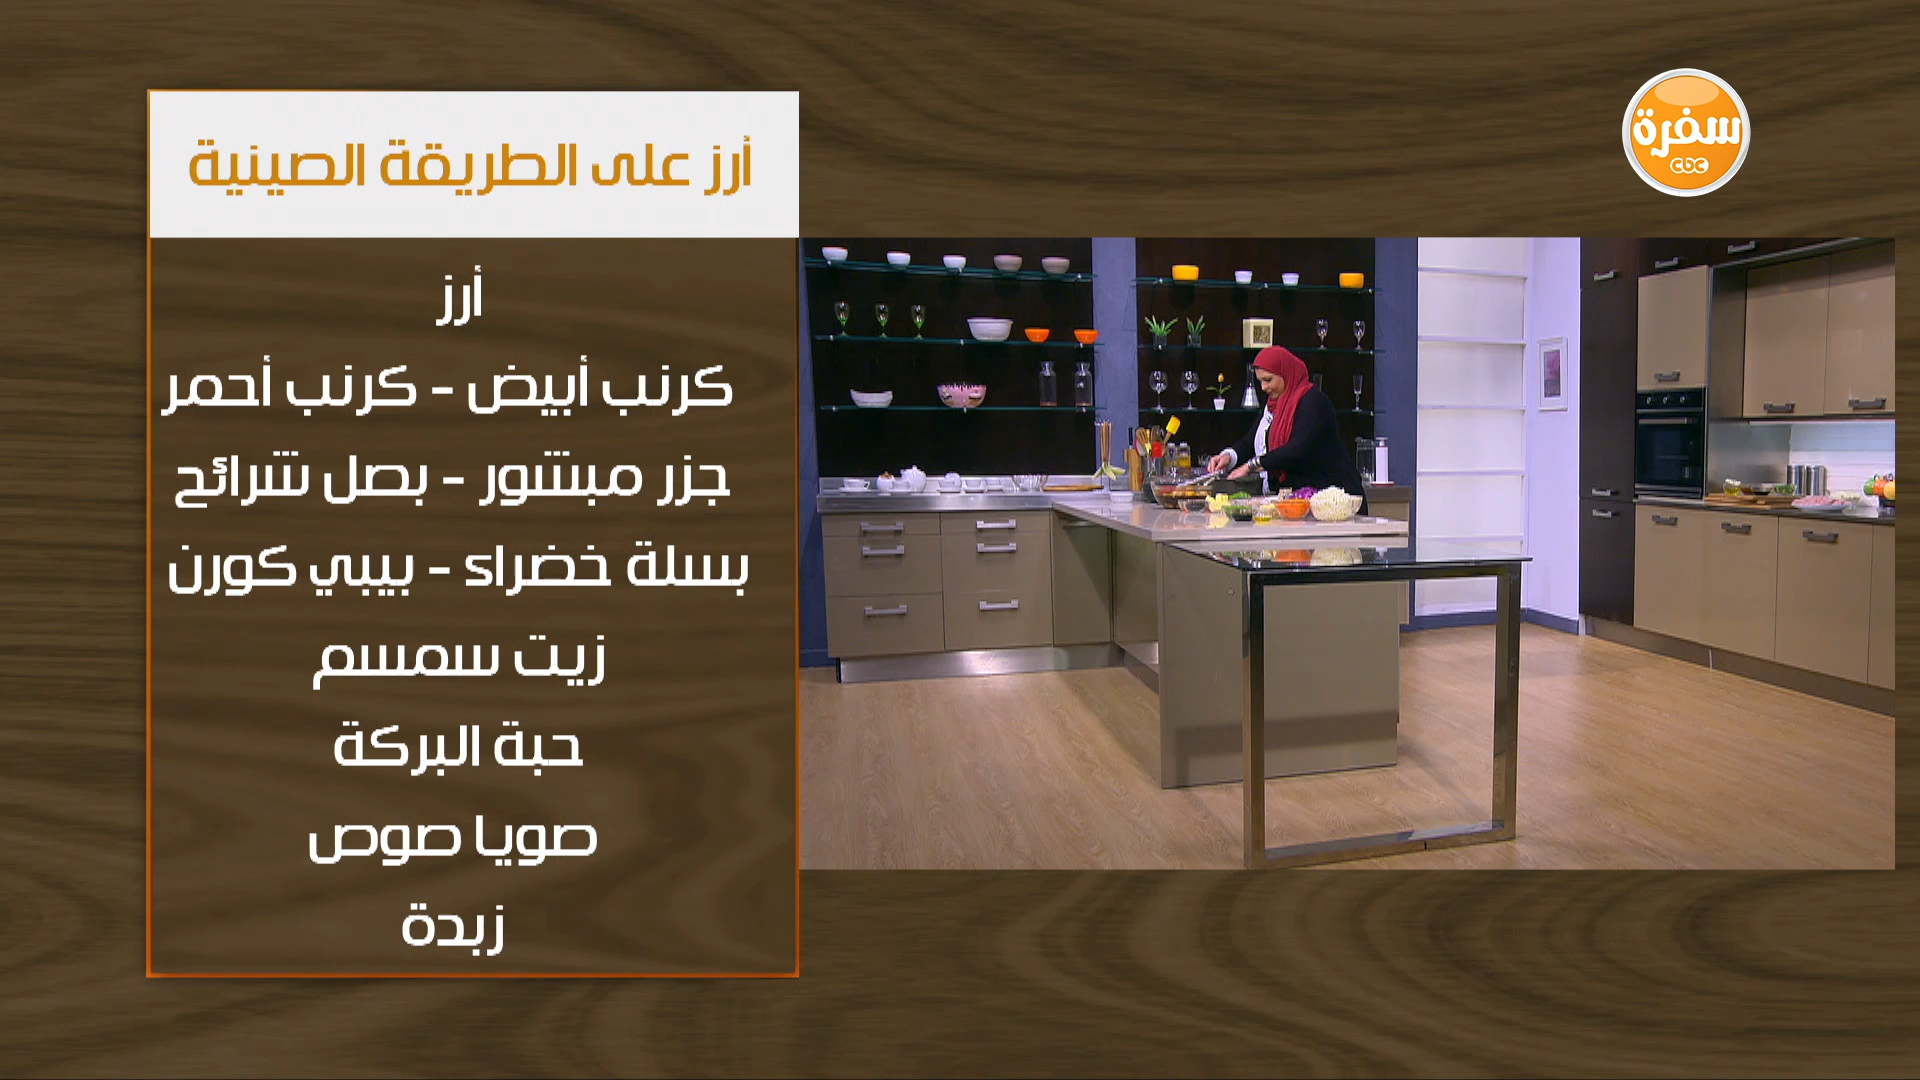 سفرة
cbc
أرز على الطريقة الصينية
أرز
كرنب أبيض - كرنب أحمر
جزر مبشور - بصل شرائح
بسلة خضراء - بيبي كورن
زيت سمسم
حبة البركة
صويا صوص
زبدة